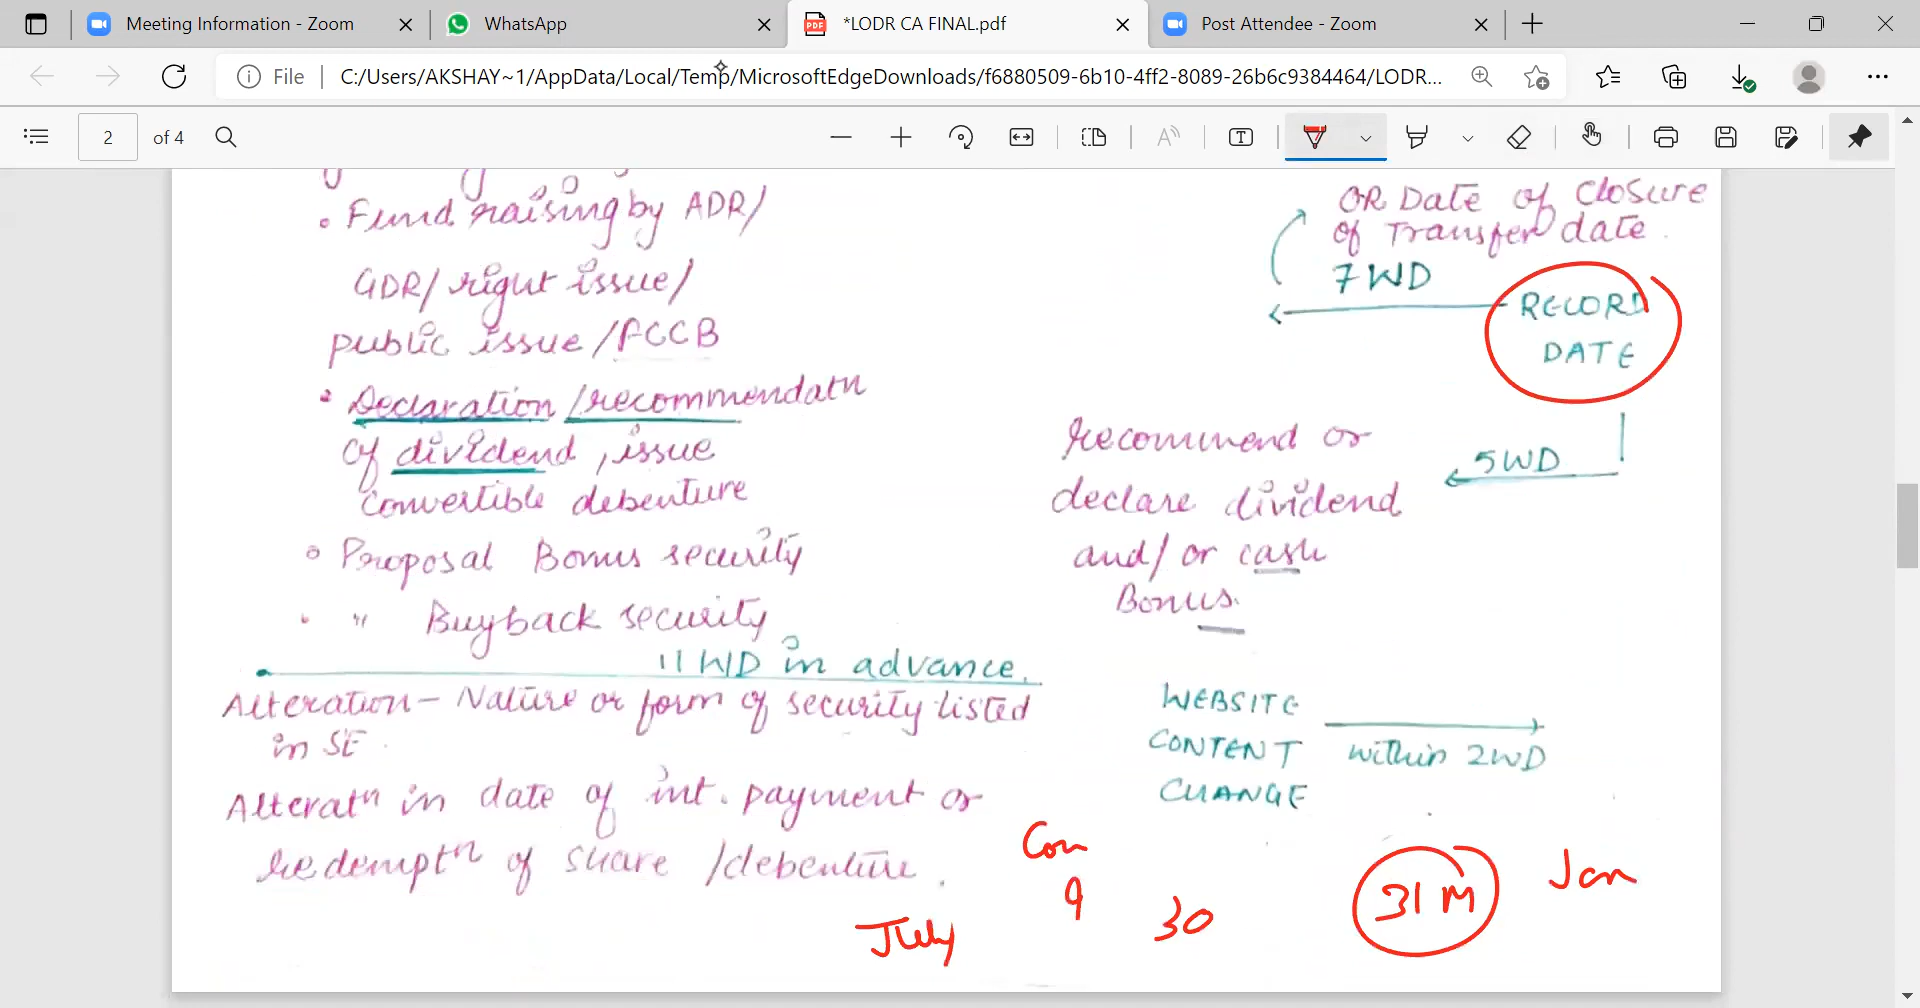 Meeting Information - Zoom
WhatsApp
*LODR CA FINAL.pdf
Post Attendee - Zoom
File
C:/Users/AKSHAY~1/AppData/Local/Temp/MicrosoftEdgeDownloads/f6880509-6b10-4ff2-8089-26b6c9384464/LODR...
2
of 4
• Fund raising by ADR/
GDR/right issue/
public issue/FCCB
• Declaration/recommendatn
of dividend, issue
convertible debenture
• Proposal Bonus security
• " Buyback security
11 WD in advance.
Alteration - Nature or form of security listed
in SE.
Alteratn in date of int. payment or
redemptn of share/debenture.
OR Date of closure
of Transfer date.
7 WD
RECORD
DATE
recommend or
declare dividend
and/or cash
Bonus.
5WD
WEBSITE
CONTENT
CHANGE
within 2WD
Con
9
July
30
31 M
Jan